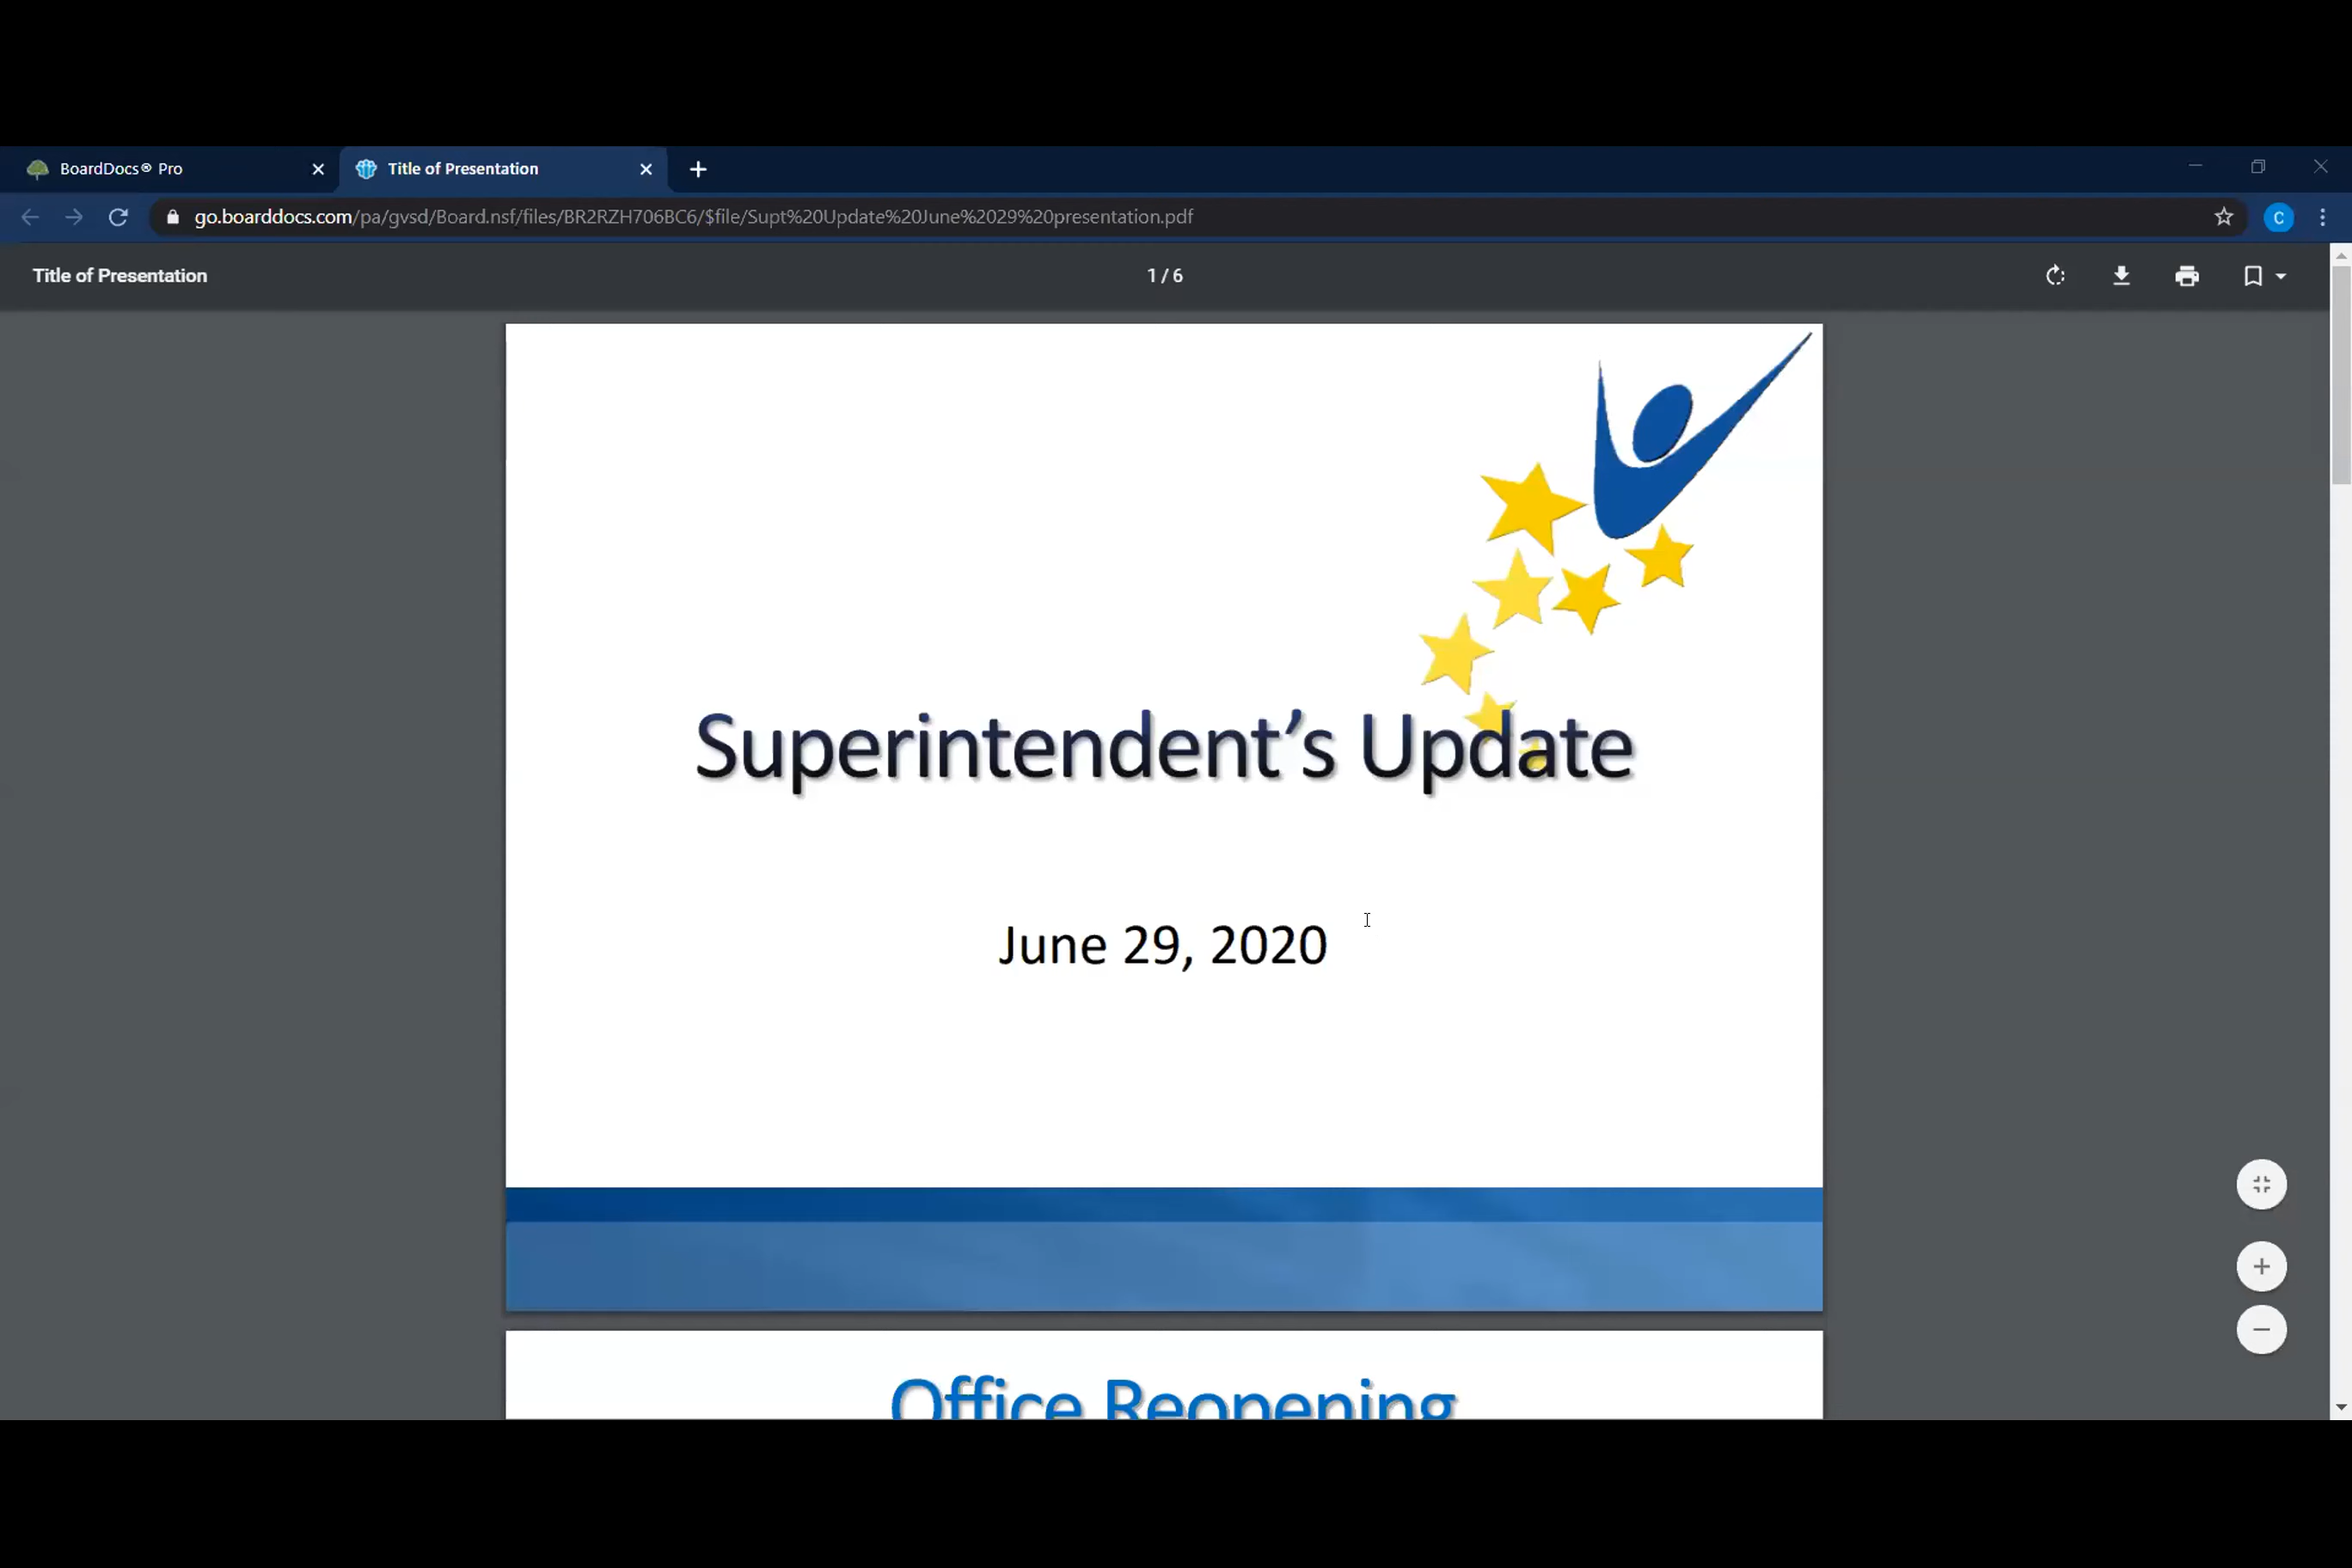 BoardDocs® Pro
Title of Presentation
go.boarddocs.com/pa/gvsd/Board.nsf/files/BR2RZH706BC6/$file/Supt%20Update%20June%2029%20presentation.pdf
C
Title of Presentation
1 / 6
Superintendent’s Update
June 29, 2020
Office Reopening